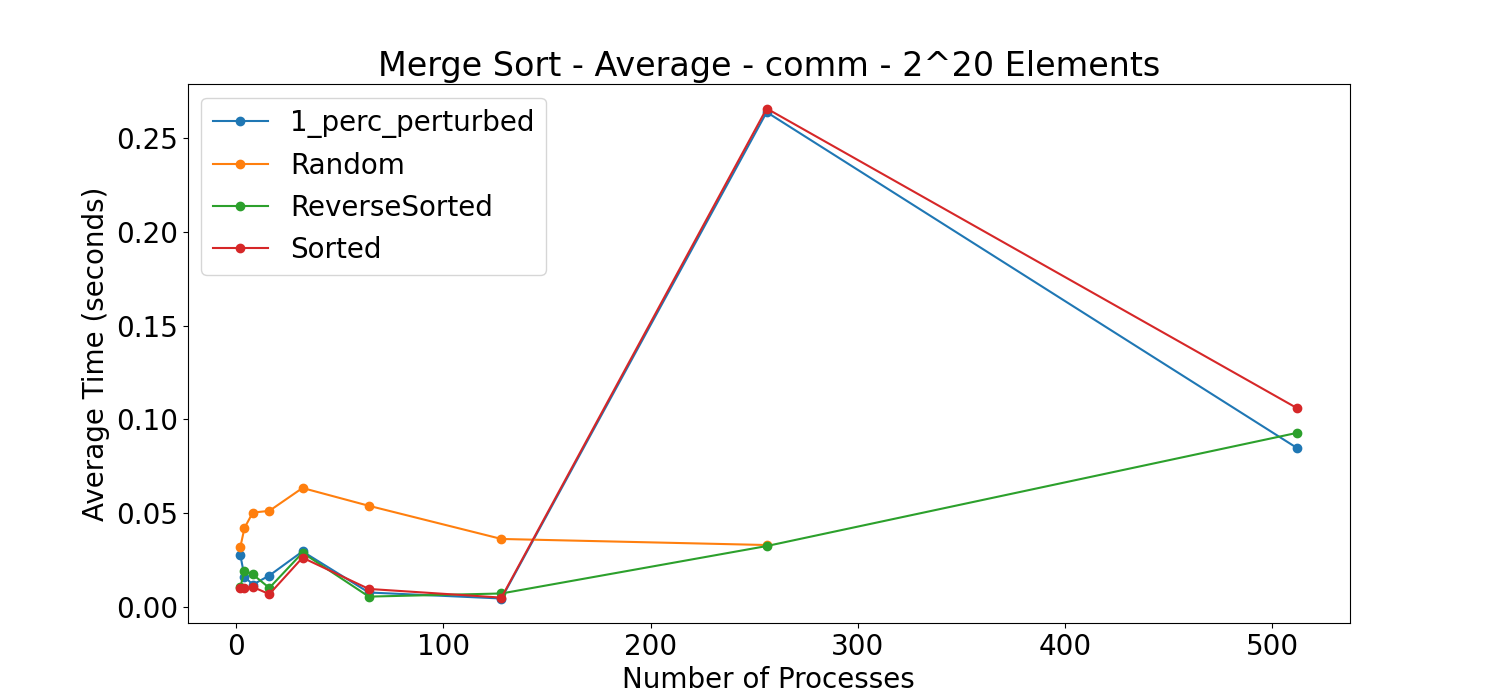 Merge Sort - Average - comm - 2^20 Elements
1_perc_perturbed
Random
ReverseSorted
Sorted
Average Time (seconds)
0.25
0.20
0.15
0.10
0.05
0.00
0 100 200 300 400 500
Number of Processes